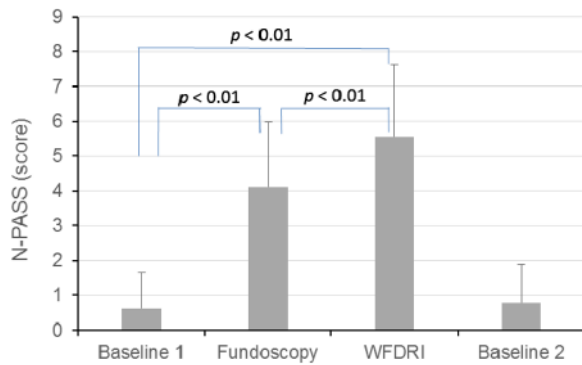 9
p < 0.01
8
7
p < 0.01 p < 0.01
6
5
4
3
2
1
0
N-PASS (score)
Baseline 1 Fundoscopy WFDRI Baseline 2